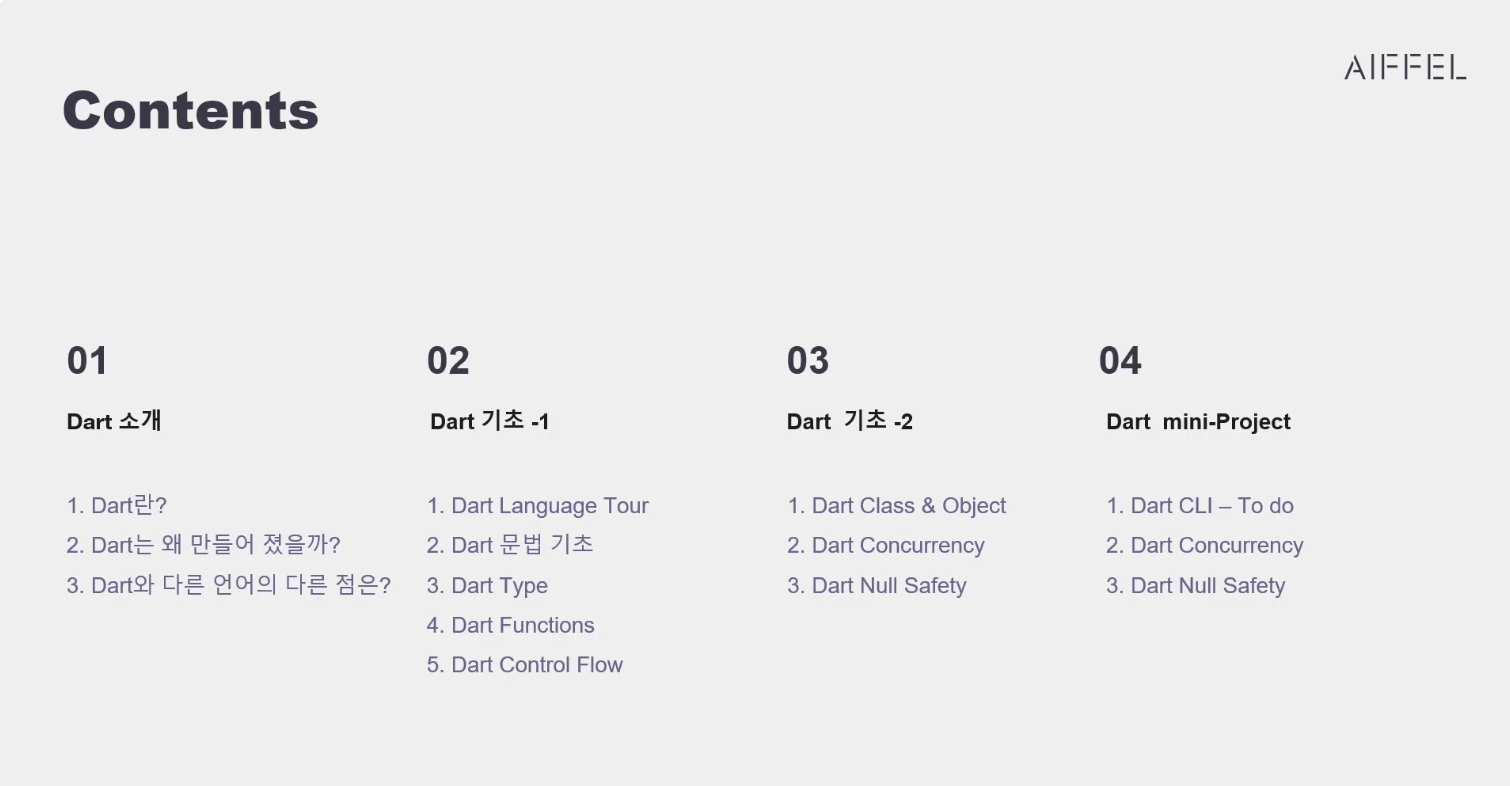 AIFFEL
Contents
01
Dart 소개
1. Dart란?
2. Dart는 왜 만들어 졌을까?
3. Dart와 다른 언어의 다른 점은?
02
Dart 기초 -1
1. Dart Language Tour
2. Dart 문법 기초
3. Dart Type
4. Dart Functions
5. Dart Control Flow
03
Dart  기초 -2
1. Dart Class & Object
2. Dart Concurrency
3. Dart Null Safety
04
Dart  mini-Project
1. Dart CLI – To do
2. Dart Concurrency
3. Dart Null Safety